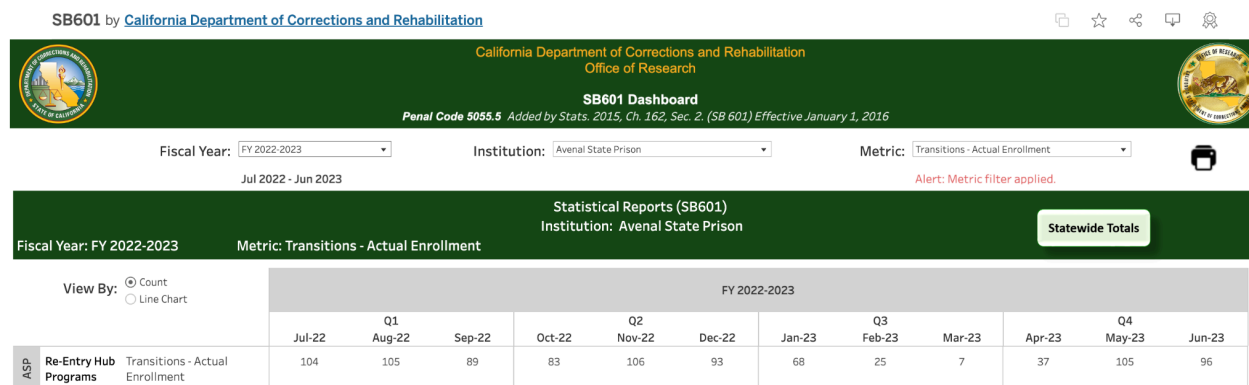 SB601 by California Department of Corrections and Rehabilitation
California Department of Corrections and Rehabilitation
Office of Research
SB601 Dashboard
Penal Code 5055.5 Added by Stats. 2015, Ch. 162, Sec. 2. (SB 601) Effective January 1, 2016
Fiscal Year: FY 2022-2023 Institution: Avenal State Prison Metric: Transitions - Actual Enrollment
Jul 2022 - Jun 2023 Alert: Metric filter applied.
Statistical Reports (SB601)
Institution: Avenal State Prison
Statewide Totals
Fiscal Year: FY 2022-2023 Metric: Transitions - Actual Enrollment
View By: Count
Line Chart
FY 2022-2023
Q1 Q2 Q3 Q4
Jul-22 Aug-22 Sep-22 Oct-22 Nov-22 Dec-22 Jan-23 Feb-23 Mar-23 Apr-23 May-23 Jun-23
ASP
Re-Entry Hub Transitions - Actual 104 105 89 83 106 93 68 25 7 37 105 96
Programs Enrollment